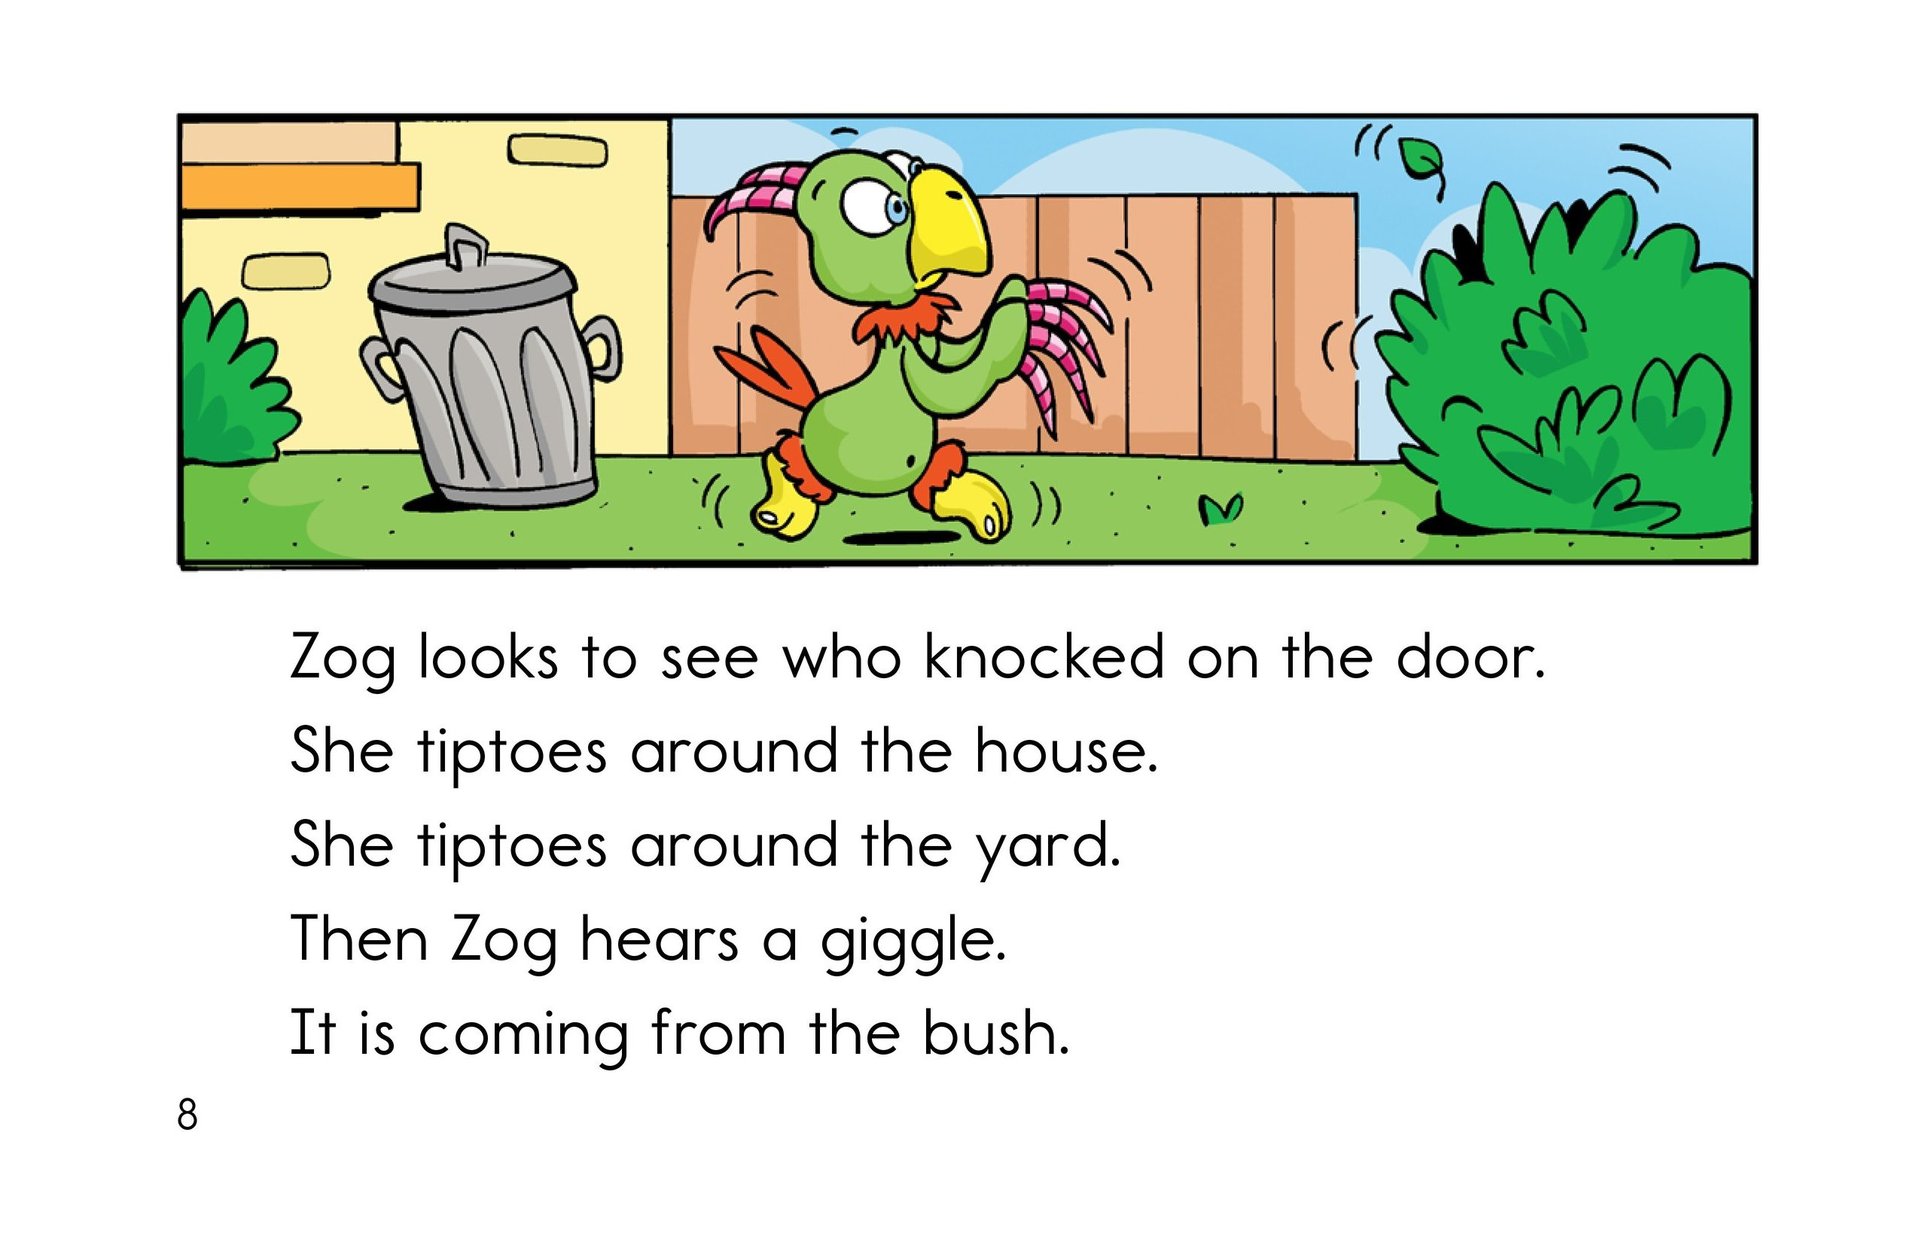 Zog looks to see who knocked on the door.
She tiptoes around the house.
She tiptoes around the yard.
Then Zog hears a giggle.
It is coming from the bush.
8